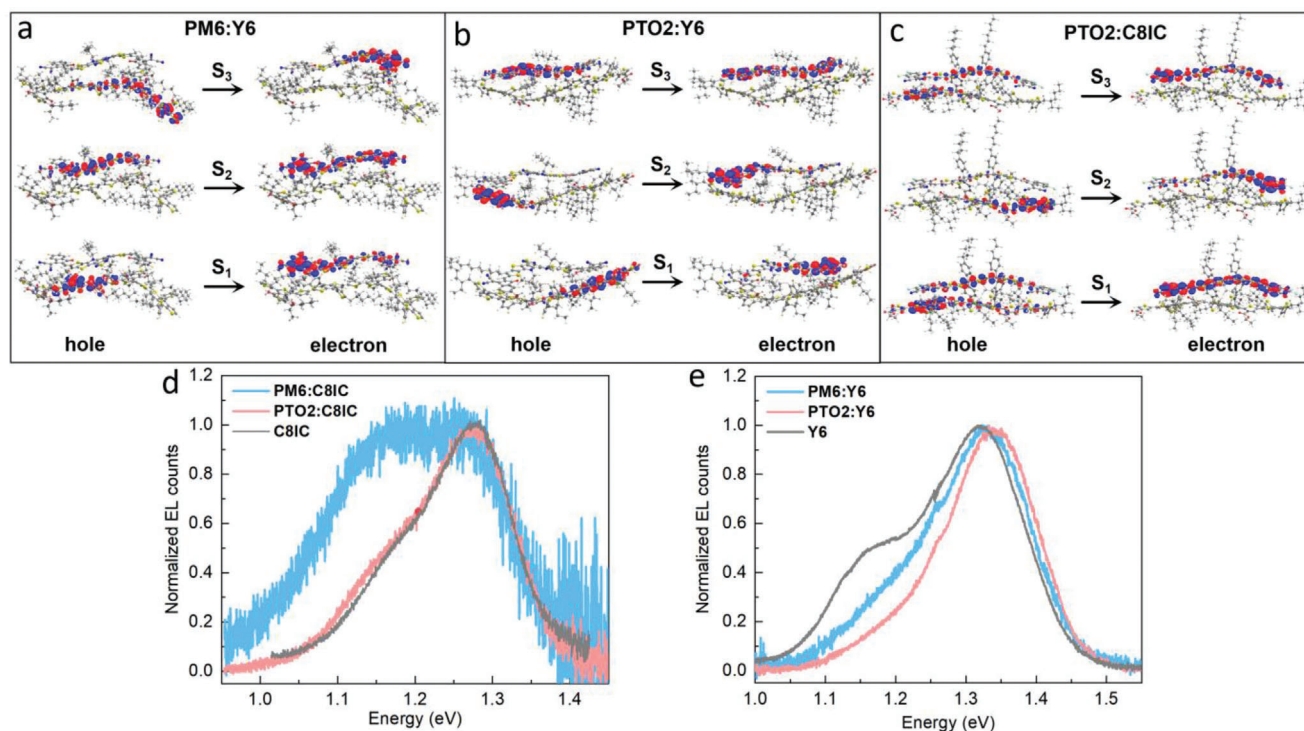 a
PM6:Y6
S3
S2
S1
hole
electron
b
PTO2:Y6
S3
S2
S1
hole
electron
c
PTO2:C8IC
S3
S2
S1
hole
electron
d
PM6:C8IC
PTO2:C8IC
C8IC
1.2
1.0
0.8
0.6
0.4
0.2
0.0
Normalized EL counts
1.0 1.1 1.2 1.3 1.4
Energy (eV)
e
PM6:Y6
PTO2:Y6
Y6
1.2
1.0
0.8
0.6
0.4
0.2
0.0
Normalized EL counts
1.0 1.1 1.2 1.3 1.4 1.5
Energy (eV)